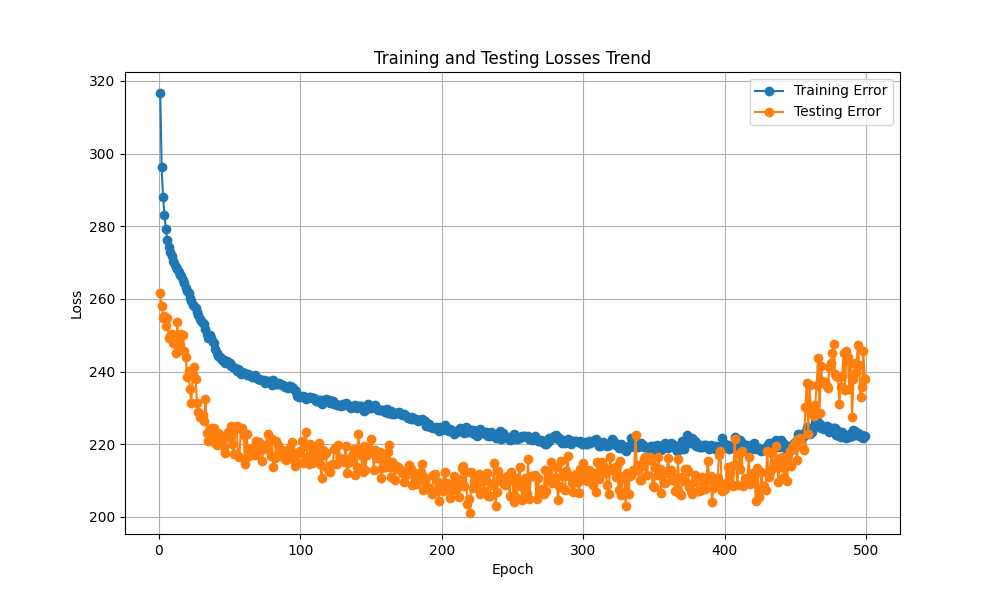 Training and Testing Losses Trend
Training Error
Testing Error
320
300
280
260
240
220
200
Loss
0 100 200 300 400 500
Epoch